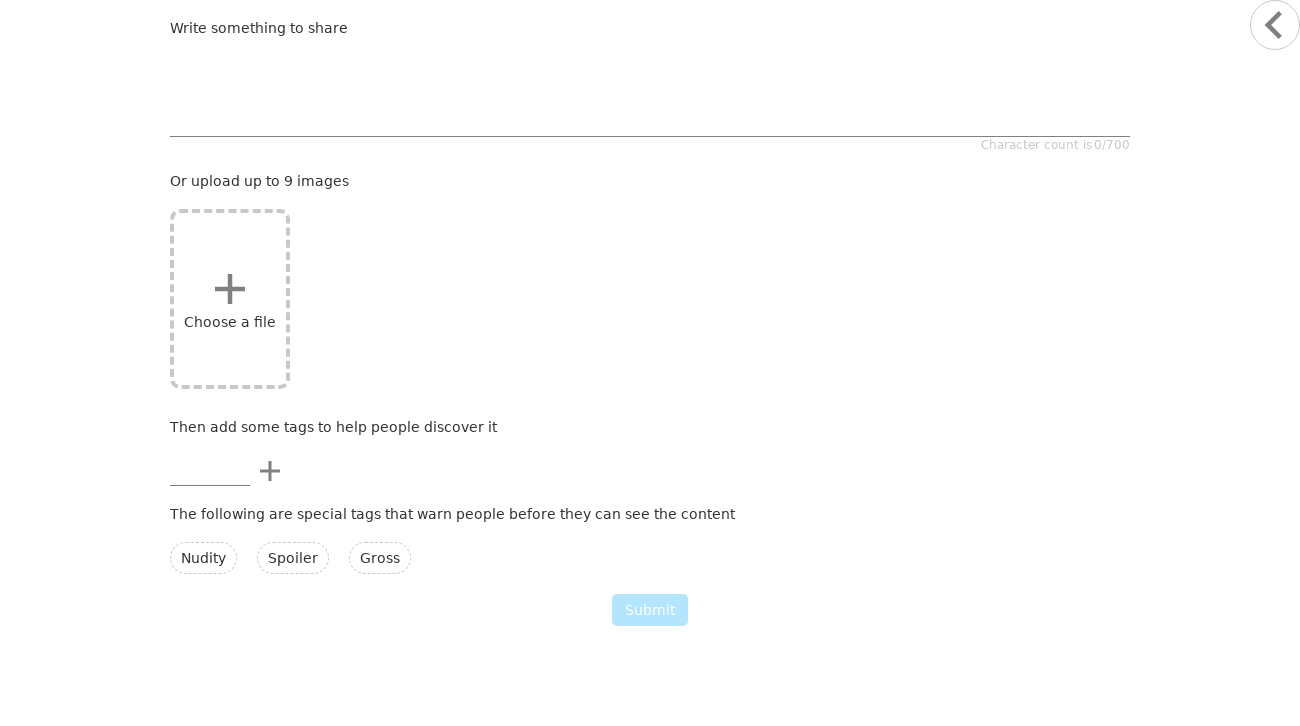 Write something to share
Character count is 0/700
Or upload up to 9 images
Choose a file
Then add some tags to help people discover it
The following are special tags that warn people before they can see the content
Nudity Spoiler Gross
Submit